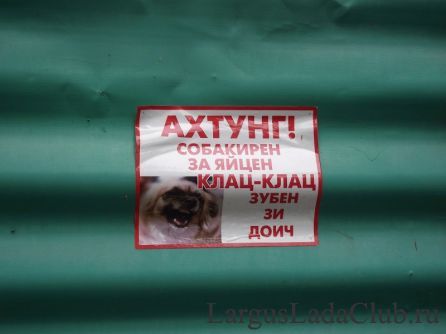 АХТУНГ!
СОБАКИРЕН
ЗА ЯЙЦЕН
КЛАЦ-КЛАЦ
ЗУБЕН
ЗИ
ДОИЧ
LargusLadaClub.ru